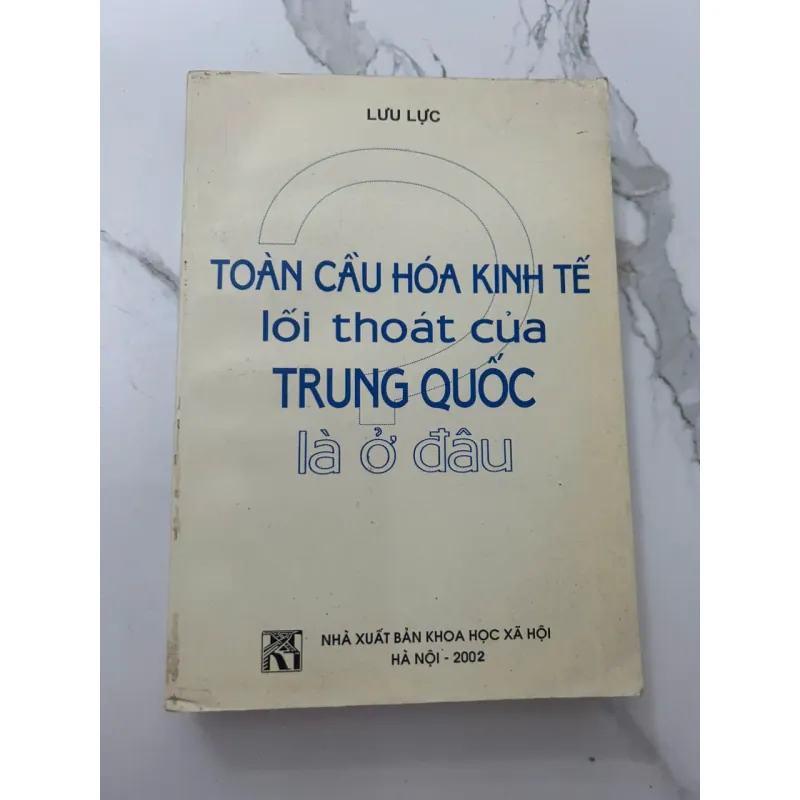 LƯU LỰC
TOÀN CẦU HÓA KINH TẾ
lối thoát của
TRUNG QUỐC
là ở đâu
?
NHÀ XUẤT BẢN KHOA HỌC XÃ HỘI
HÀ NỘI - 2002